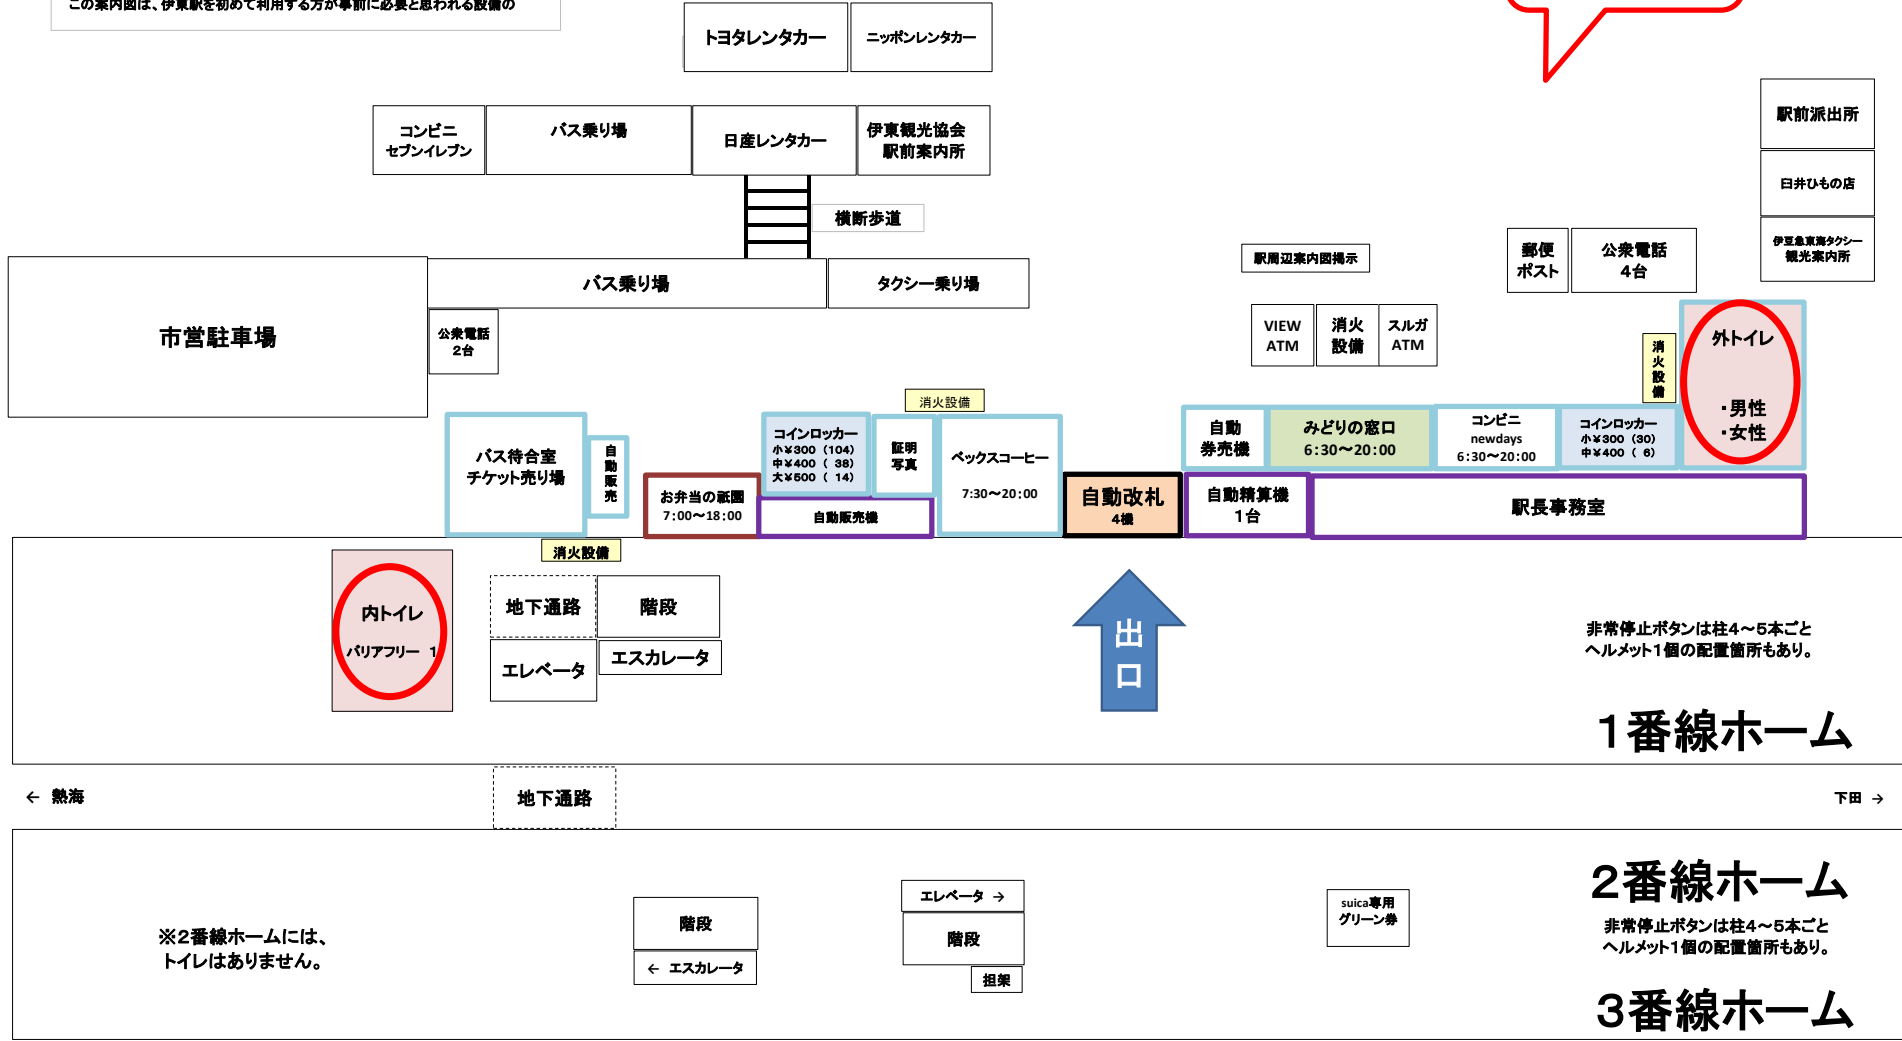 この案内図は、伊東駅を初めて利用する方が事前に必要と思われる設備の
トヨタレンタカー
ニッポンレンタカー
コンビニ
セブンイレブン
バス乗り場
日産レンタカー
伊東観光協会
駅前案内所
駅前派出所
臼井ひもの店
伊豆急東海タクシー
観光案内所
横断歩道
駅周辺案内図掲示
郵便
ポスト
公衆電話
4台
市営駐車場
バス乗り場
タクシー乗り場
公衆電話
2台
VIEW
ATM
消火
設備
スルガ
ATM
消火設備
外トイレ
・男性
・女性
消火設備
バス待合室
チケット売り場
自動販売
お弁当の祇園
7:00～18:00
コインロッカー
小¥300（104）
中¥400（ 38）
大¥500（ 14）
証明
写真
自動販売機
ベックスコーヒー
7:30～20:00
自動改札
4機
自動
券売機
みどりの窓口
6:30～20:00
コンビニ
newdays
6:30～20:00
コインロッカー
小¥300（30）
中¥400（ 6）
自動精算機
1台
駅長事務室
消火設備
内トイレ
バリアフリー 1
地下通路
階段
エレベータ
エスカレータ
出口
非常停止ボタンは柱4～5本ごと
ヘルメット1個の配置箇所もあり。
1番線ホーム
← 熱海
地下通路
下田 →
2番線ホーム
非常停止ボタンは柱4～5本ごと
ヘルメット1個の配置箇所もあり。
3番線ホーム
※2番線ホームには、
トイレはありません。
階段
← エスカレータ
エレベータ →
階段
担架
suica専用
グリーン券